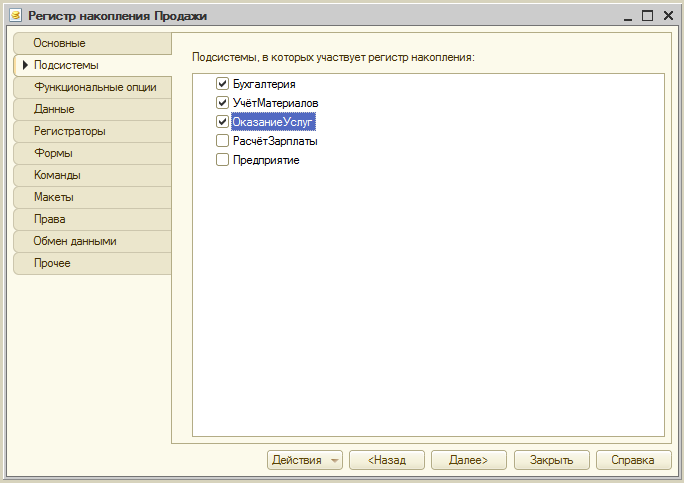 Регистр накопления Продажи
Основные
Подсистемы
Функциональные опции
Данные
Регистраторы
Формы
Команды
Макеты
Права
Обмен данными
Прочее
Подсистемы, в которых участвует регистр накопления:
Бухгалтерия
УчётМатериалов
ОказаниеУслуг
РасчётЗарплаты
Предприятие
Действия
<Назад
Далее>
Закрыть
Справка